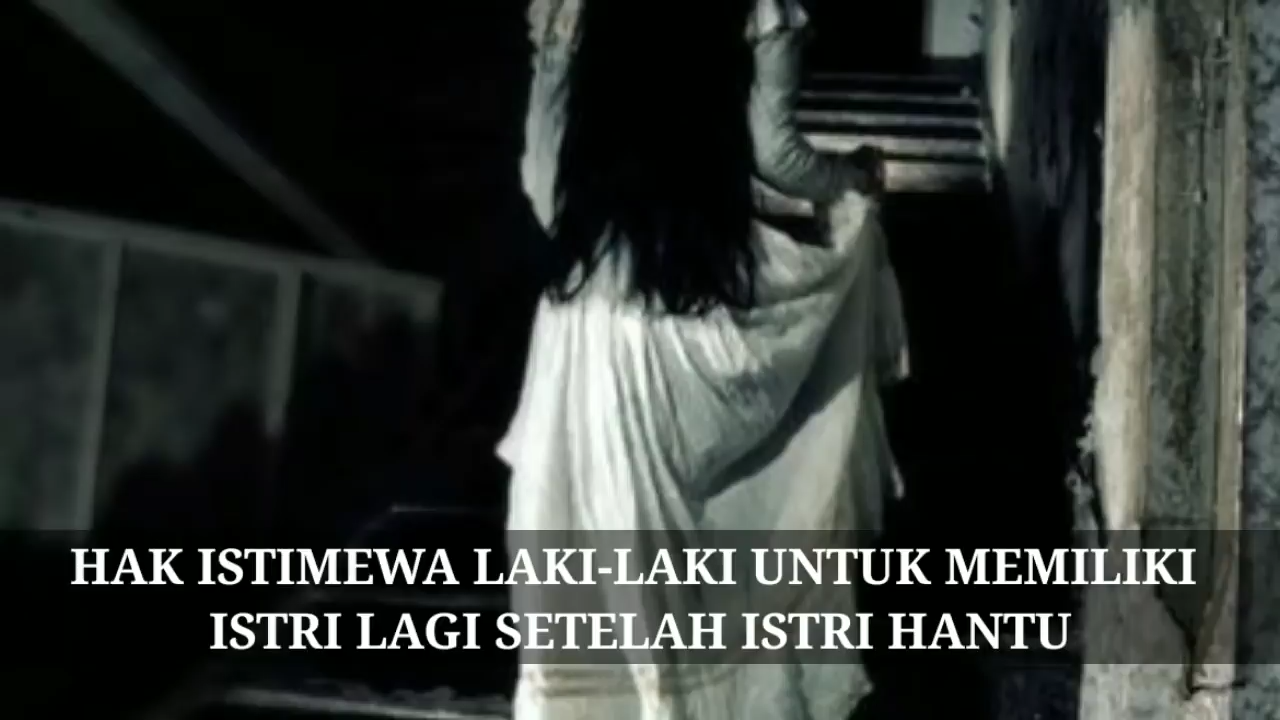 HAK ISTIMEWA LAKI-LAKI UNTUK MEMILIKI
ISTRI LAGI SETELAH ISTRI HANTU